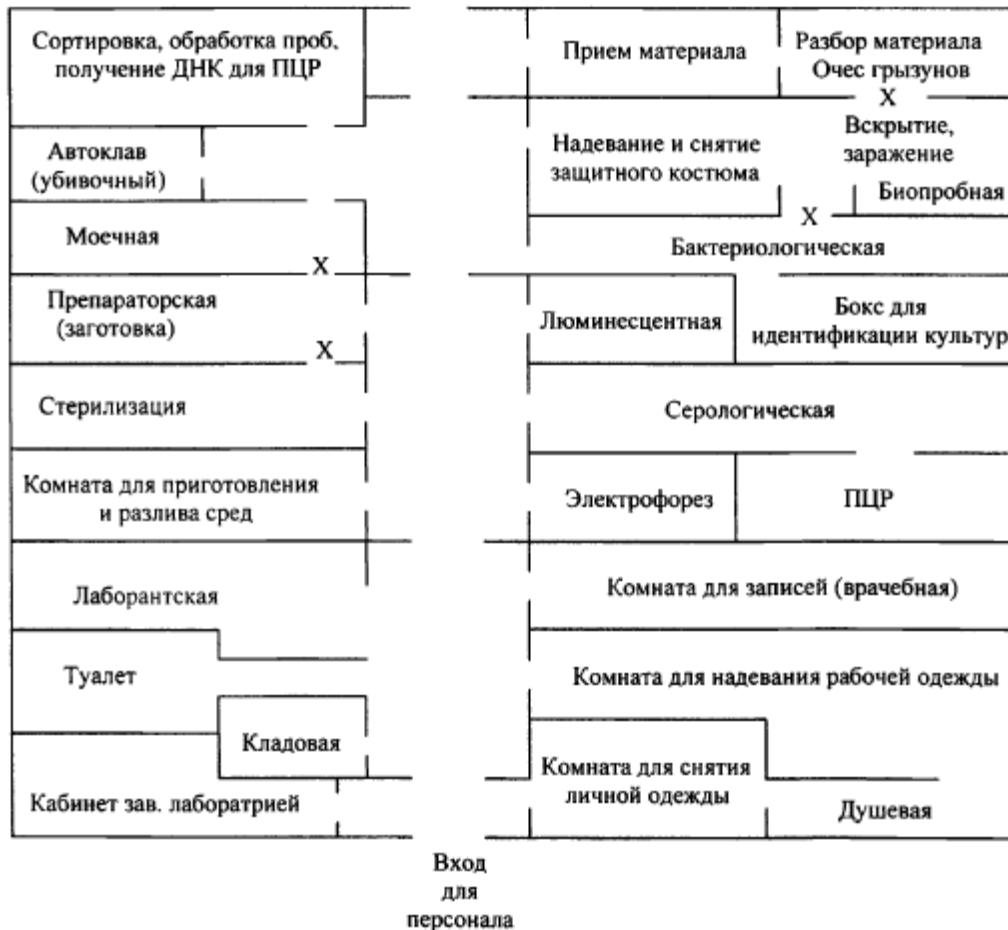 Сортировка, обработка проб.
получение ДНК для ПЦР
Прием материала
Разбор материала
Очес грызунов
X
Автоклав
(убивочный)
Надевание и снятие
защитного костюма
Вскрытие,
заражение
Биопробная
X
Моечная
X
Бактериологическая
Препараторская
(заготовка)
X
Люминесцентная
Бокс для
идентификации культур
Стерилизация
Серологическая
Комната для приготовления
и разлива сред
Электрофорез
ПЦР
Лаборантская
Комната для записей (врачебная)
Туалет
Комната для надевания рабочей одежды
Кладовая
Комната для снятия
личной одежды
Кабинет зав. лаборатрией
Душевая
Вход
для
персонала